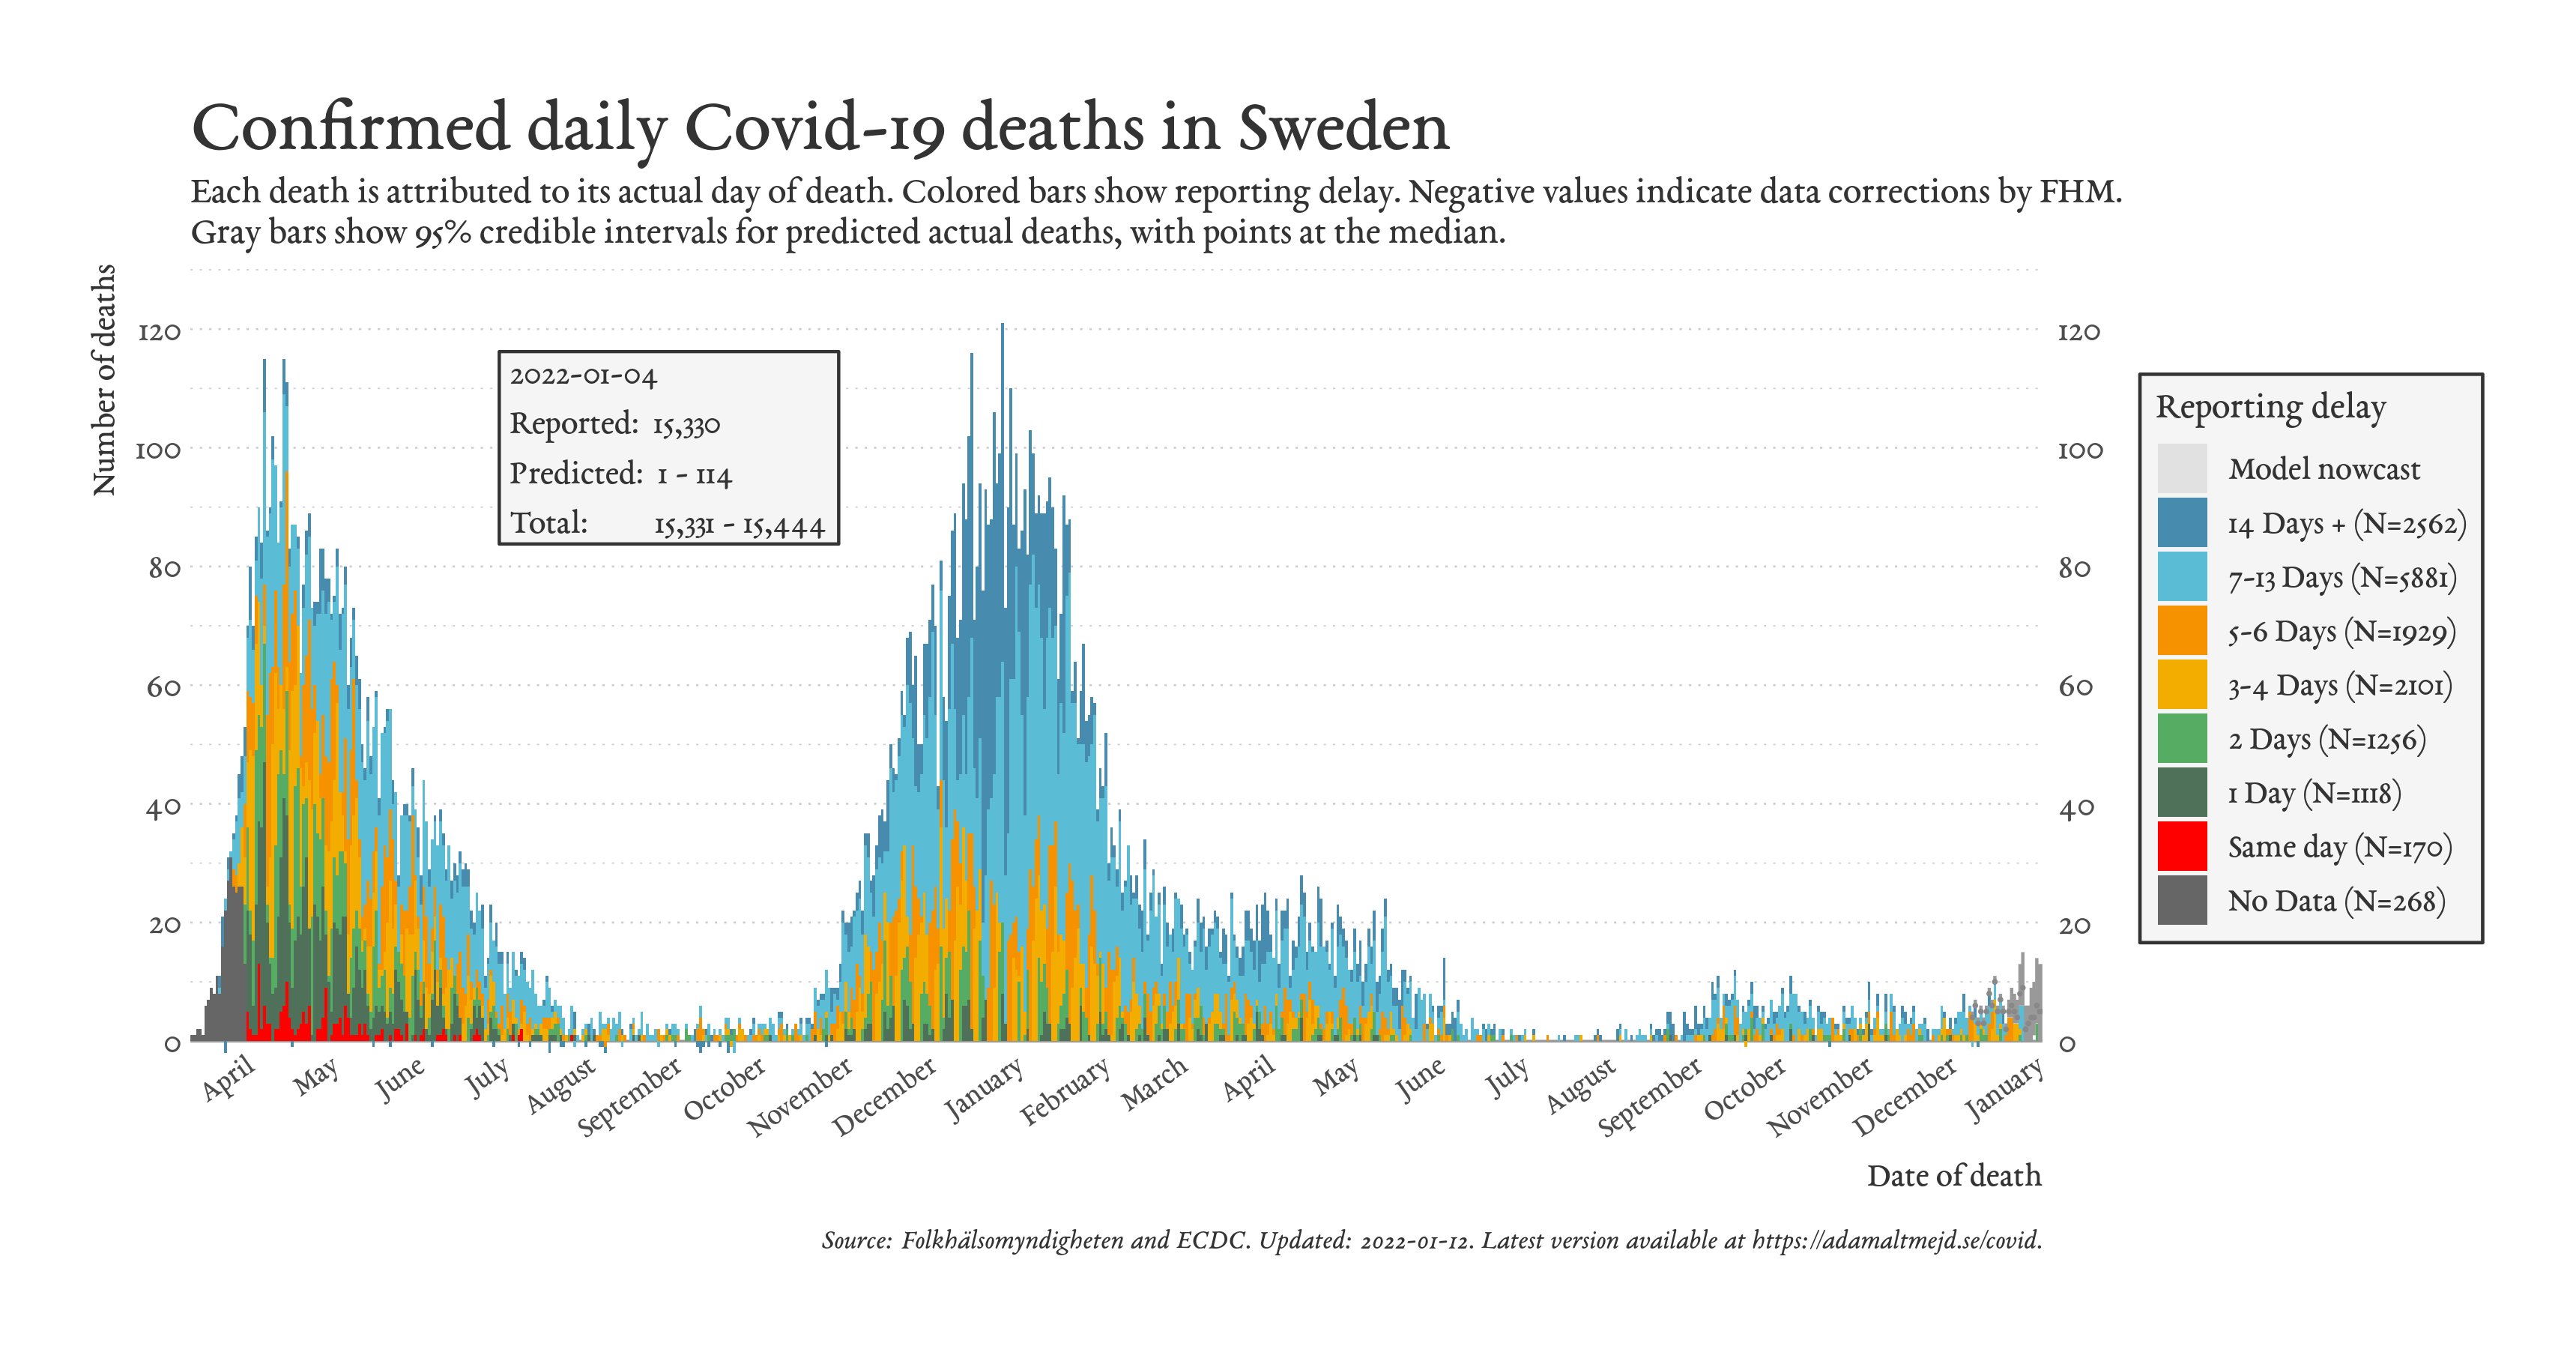 Confirmed daily Covid-19 deaths in Sweden
Each death is attributed to its actual day of death. Colored bars show reporting delay. Negative values indicate data corrections by FHM.
Gray bars show 95% credible intervals for predicted actual deaths, with points at the median.
Number of deaths
120
100
80
60
40
20
0
2022-01-04
Reported: 15,330
Predicted: 1 - 114
Total: 15,331 - 15,444
120
100
80
60
40
20
0
Reporting delay
Model nowcast
14 Days + (N=2562)
7-13 Days (N=5881)
5-6 Days (N=1929)
3-4 Days (N=2101)
2 Days (N=1256)
1 Day (N=1118)
Same day (N=170)
No Data (N=268)
April
May
June
July
August
September
October
November
December
January
February
March
April
May
June
July
August
September
October
November
December
January
Date of death
Source: Folkhälsomyndigheten and ECDC. Updated: 2022-01-12. Latest version available at https://adamaltmejd.se/covid.